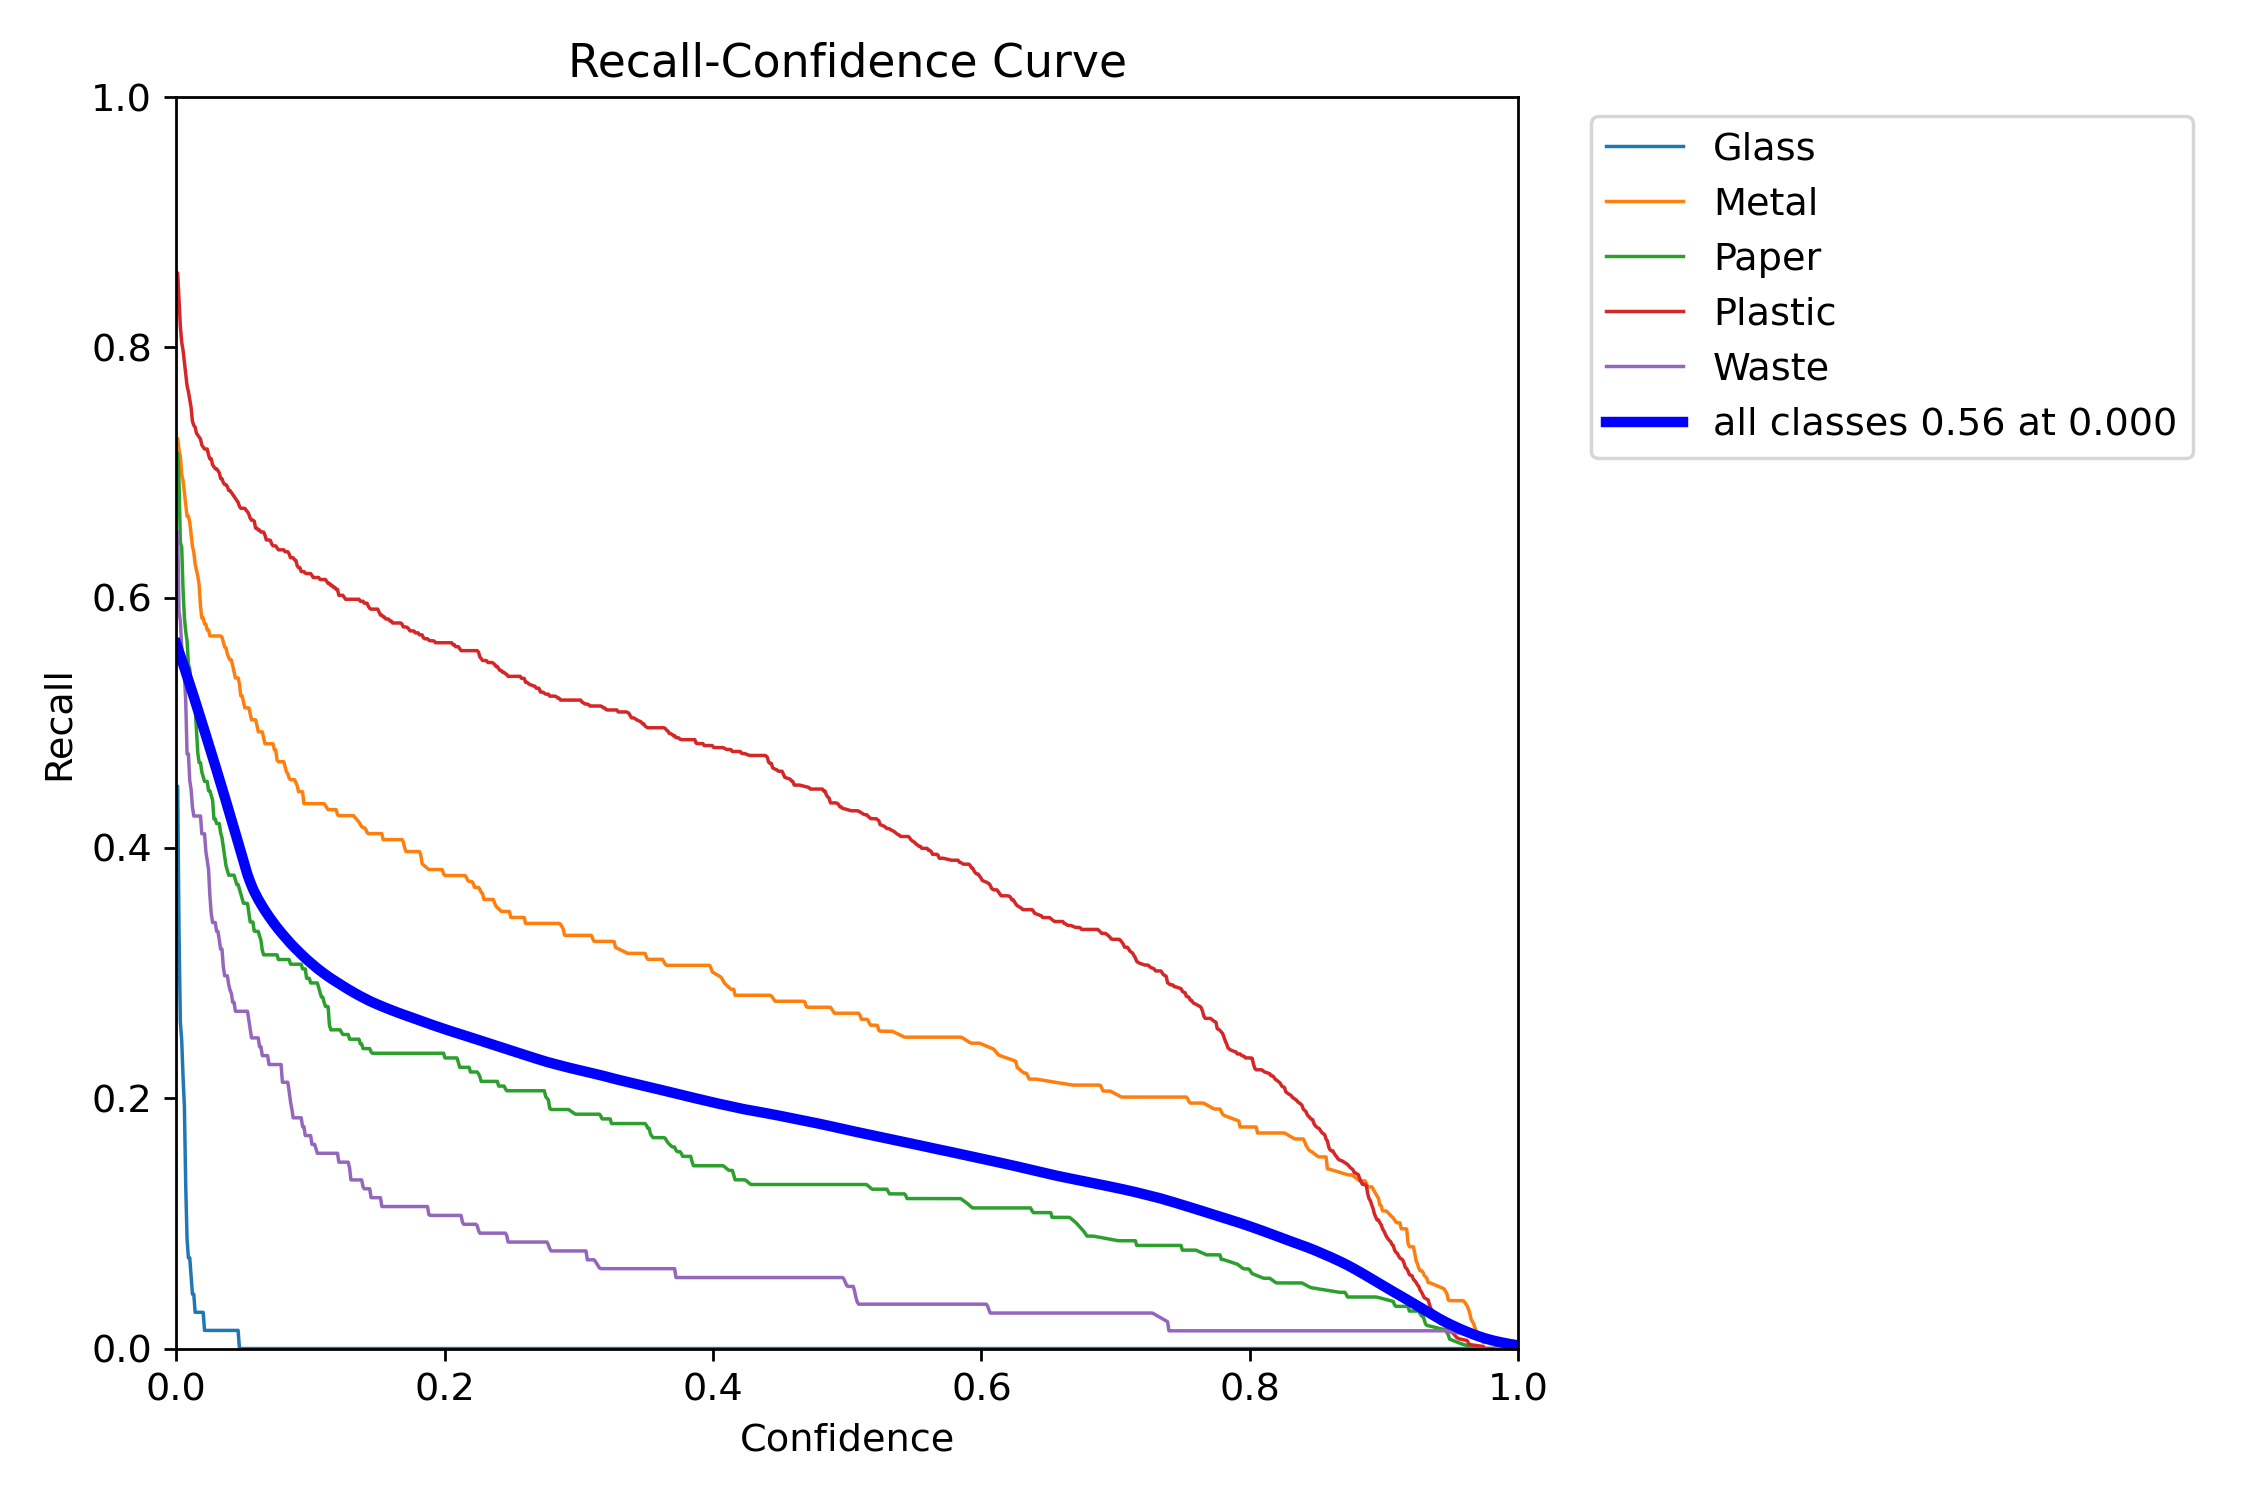 Recall-Confidence Curve
1.0
0.8
0.6
0.4
0.2
0.0
Recall
0.0 0.2 0.4 0.6 0.8 1.0
Confidence
Glass
Metal
Paper
Plastic
Waste
all classes 0.56 at 0.000